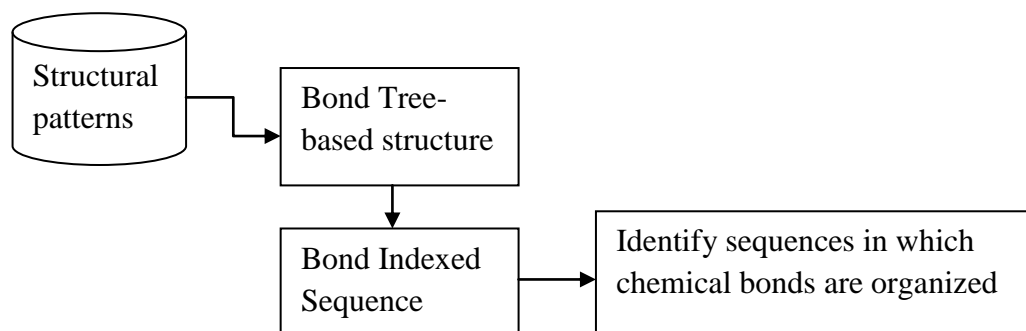 Structural
patterns
Bond Tree-
based structure
Bond Indexed
Sequence
Identify sequences in which
chemical bonds are organized